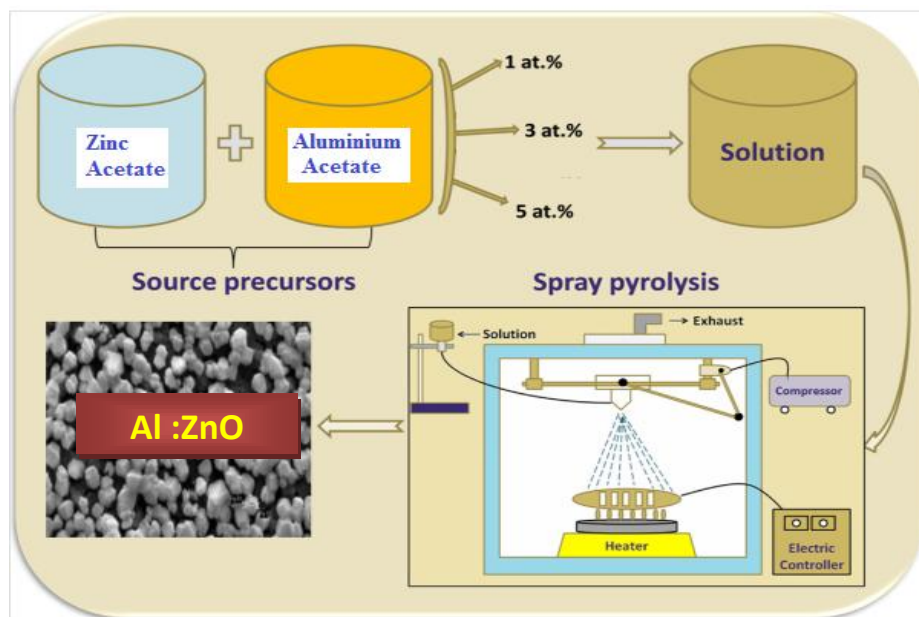 1 at.%
Zinc
Acetate
Aluminium
Acetate
3 at.%
Solution
5 at.%
Source precursors
Spray pyrolysis
Exhaust
Solution
Compressor
Al :ZnO
Heater
Electric
Controller